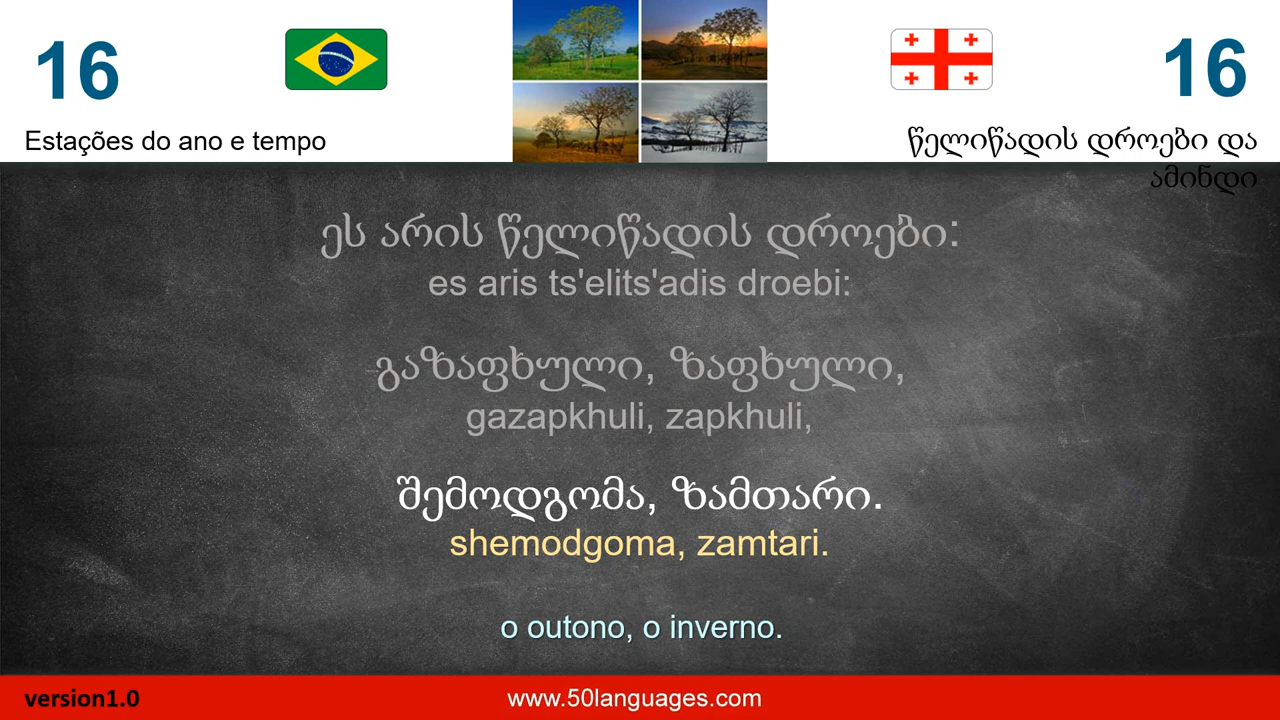 16
16
Estações do ano e tempo
წელიწადის დროები და
ამინდი
ეს არის წელიწადის დროები:
es aris ts'elits'adis droebi:
გაზაფხული, ზაფხული,
gazapkhuli, zapkhuli,
შემოდგომა, ზამთარი.
shemodgoma, zamtari.
o outono, o inverno.
version1.0
www.50languages.com